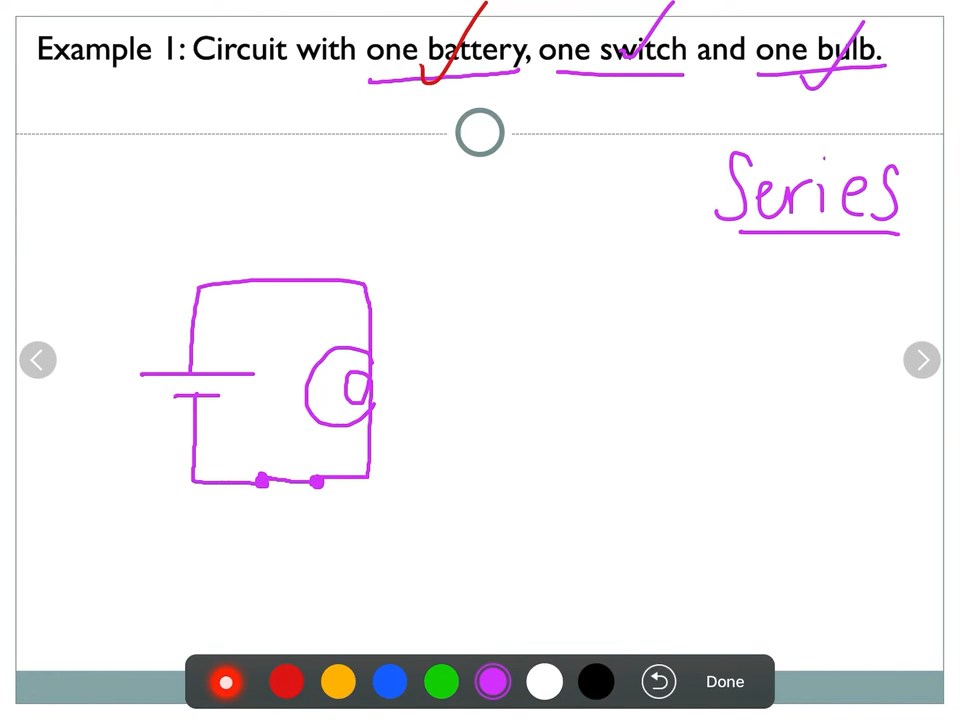 Example 1: Circuit with one battery, one switch and one bulb.
Series
Done